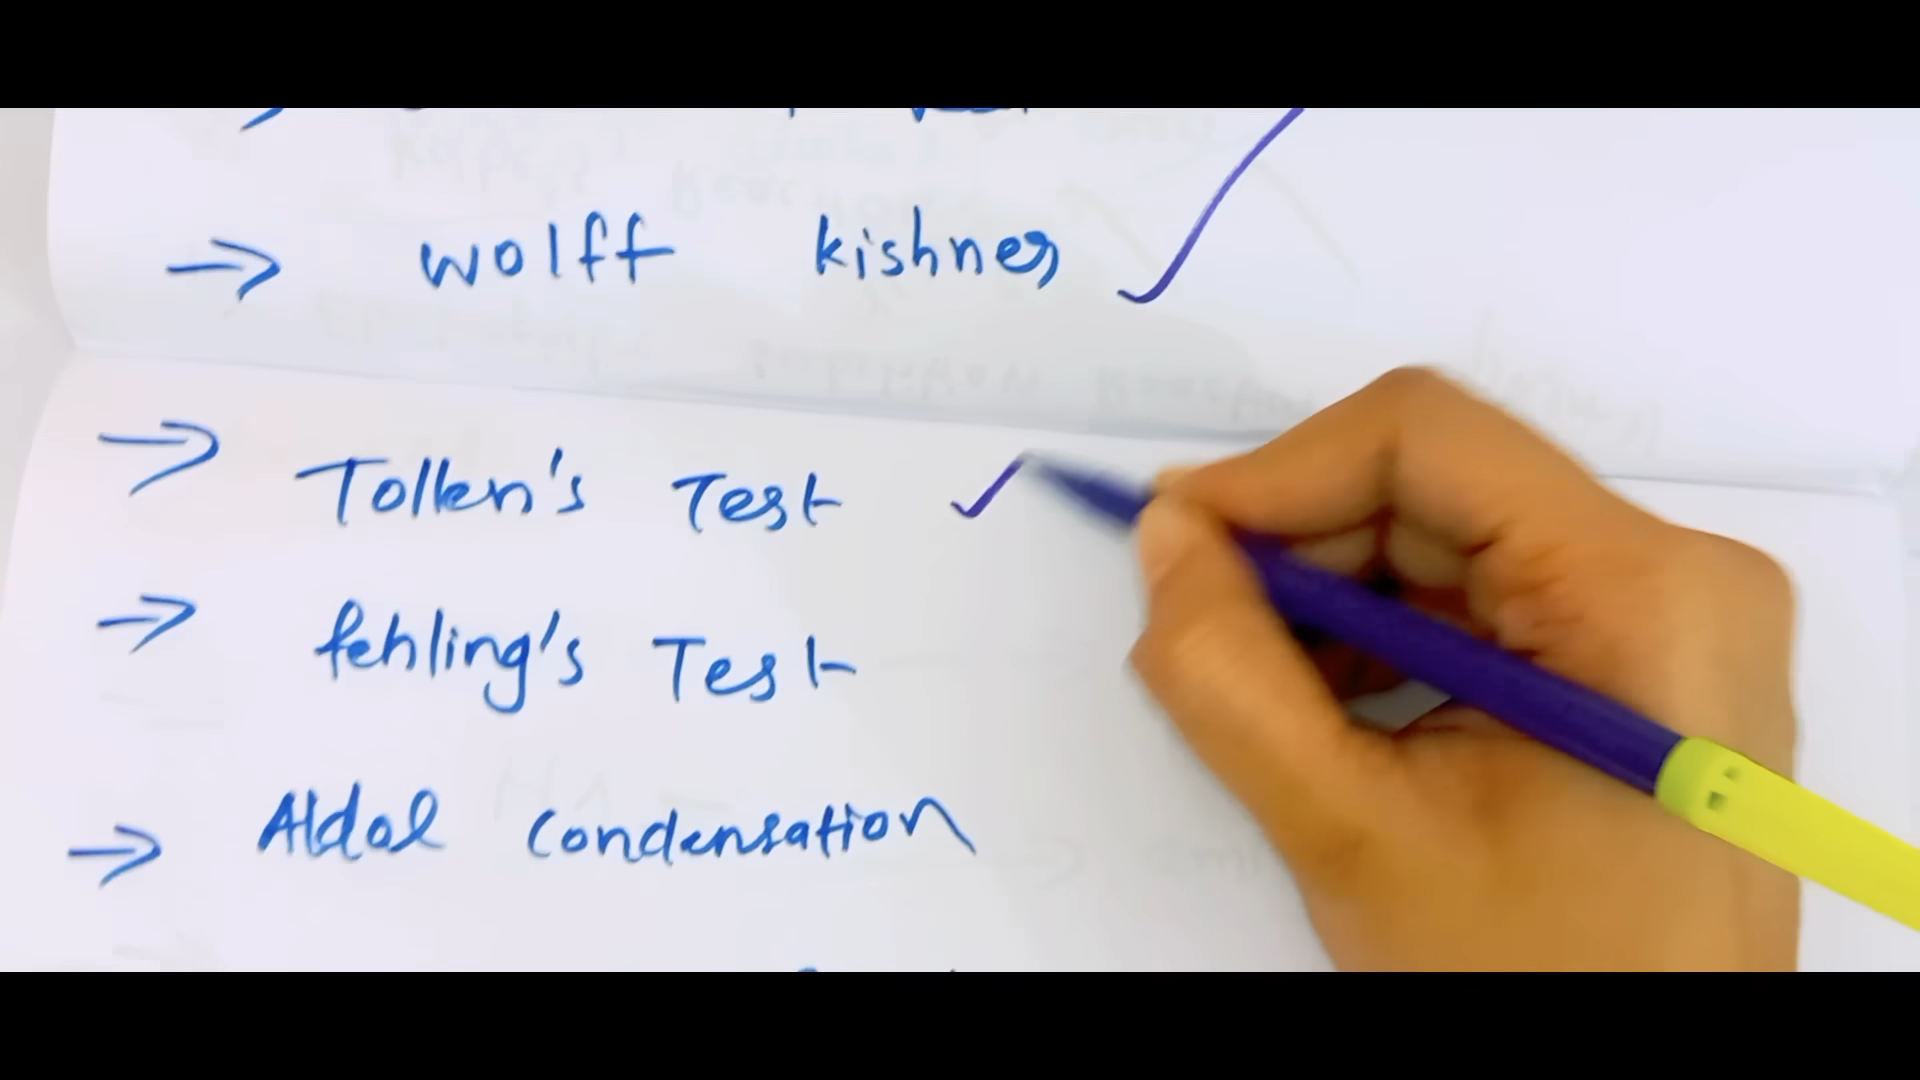 → wolff kishner ✓
→ Tollen's Test ✓
→ fehling's Test
→ Aldol condensation